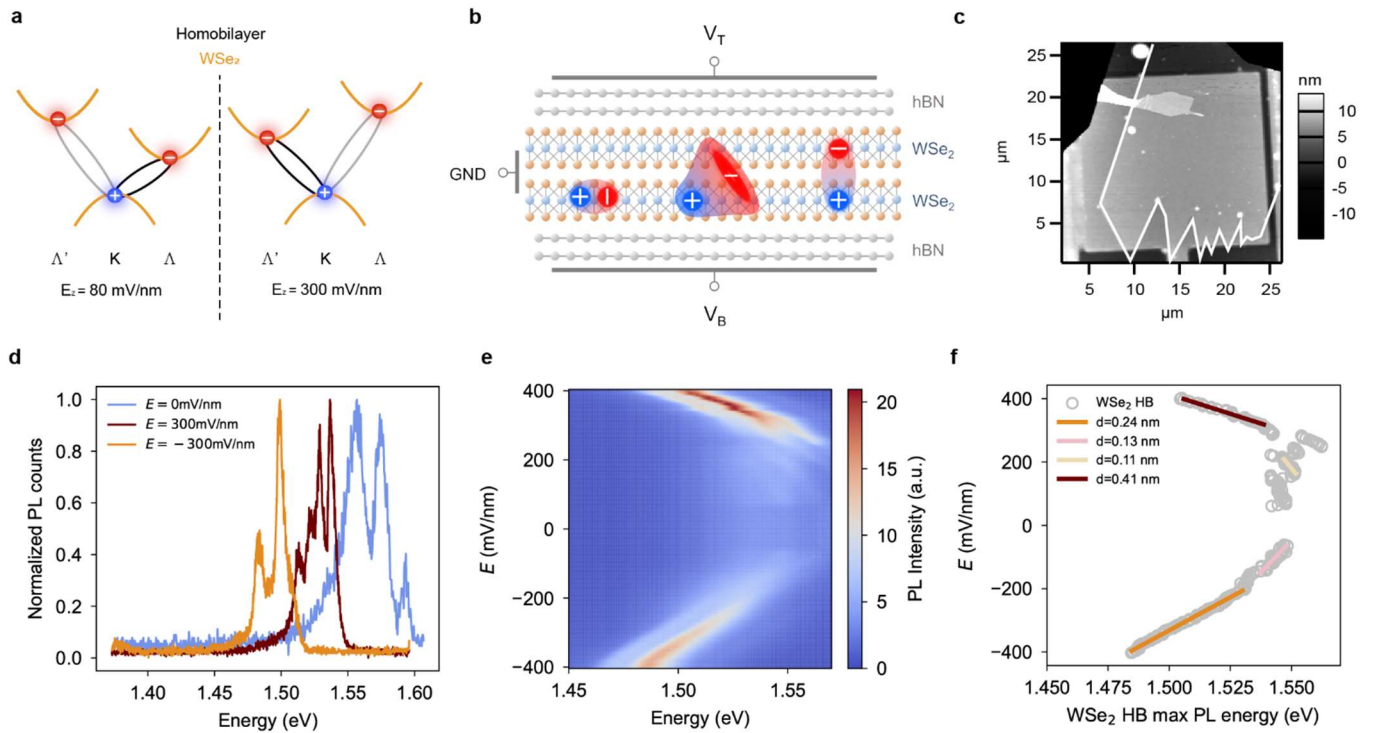 a
Homobilayer
WSe₂
Λ' K Λ
E_z = 80 mV/nm
Λ' K Λ
E_z = 300 mV/nm
b
V_T
hBN
WSe₂
GND
WSe₂
hBN
V_B
c
25
20
15
10
5
µm
5 10 15 20 25
µm
nm
10
5
0
-5
-10
d
Normalized PL counts
1.0
0.8
0.6
0.4
0.2
0.0
E = 0mV/nm
E = 300mV/nm
E = −300mV/nm
1.40 1.45 1.50 1.55 1.60
Energy (eV)
e
E (mV/nm)
400
200
0
−200
−400
1.45 1.50 1.55
Energy (eV)
20
15
10
5
0
PL Intensity (a.u.)
f
E (mV/nm)
400
200
0
−200
−400
WSe₂ HB
d=0.24 nm
d=0.13 nm
d=0.11 nm
d=0.41 nm
1.450 1.475 1.500 1.525 1.550
WSe₂ HB max PL energy (eV)